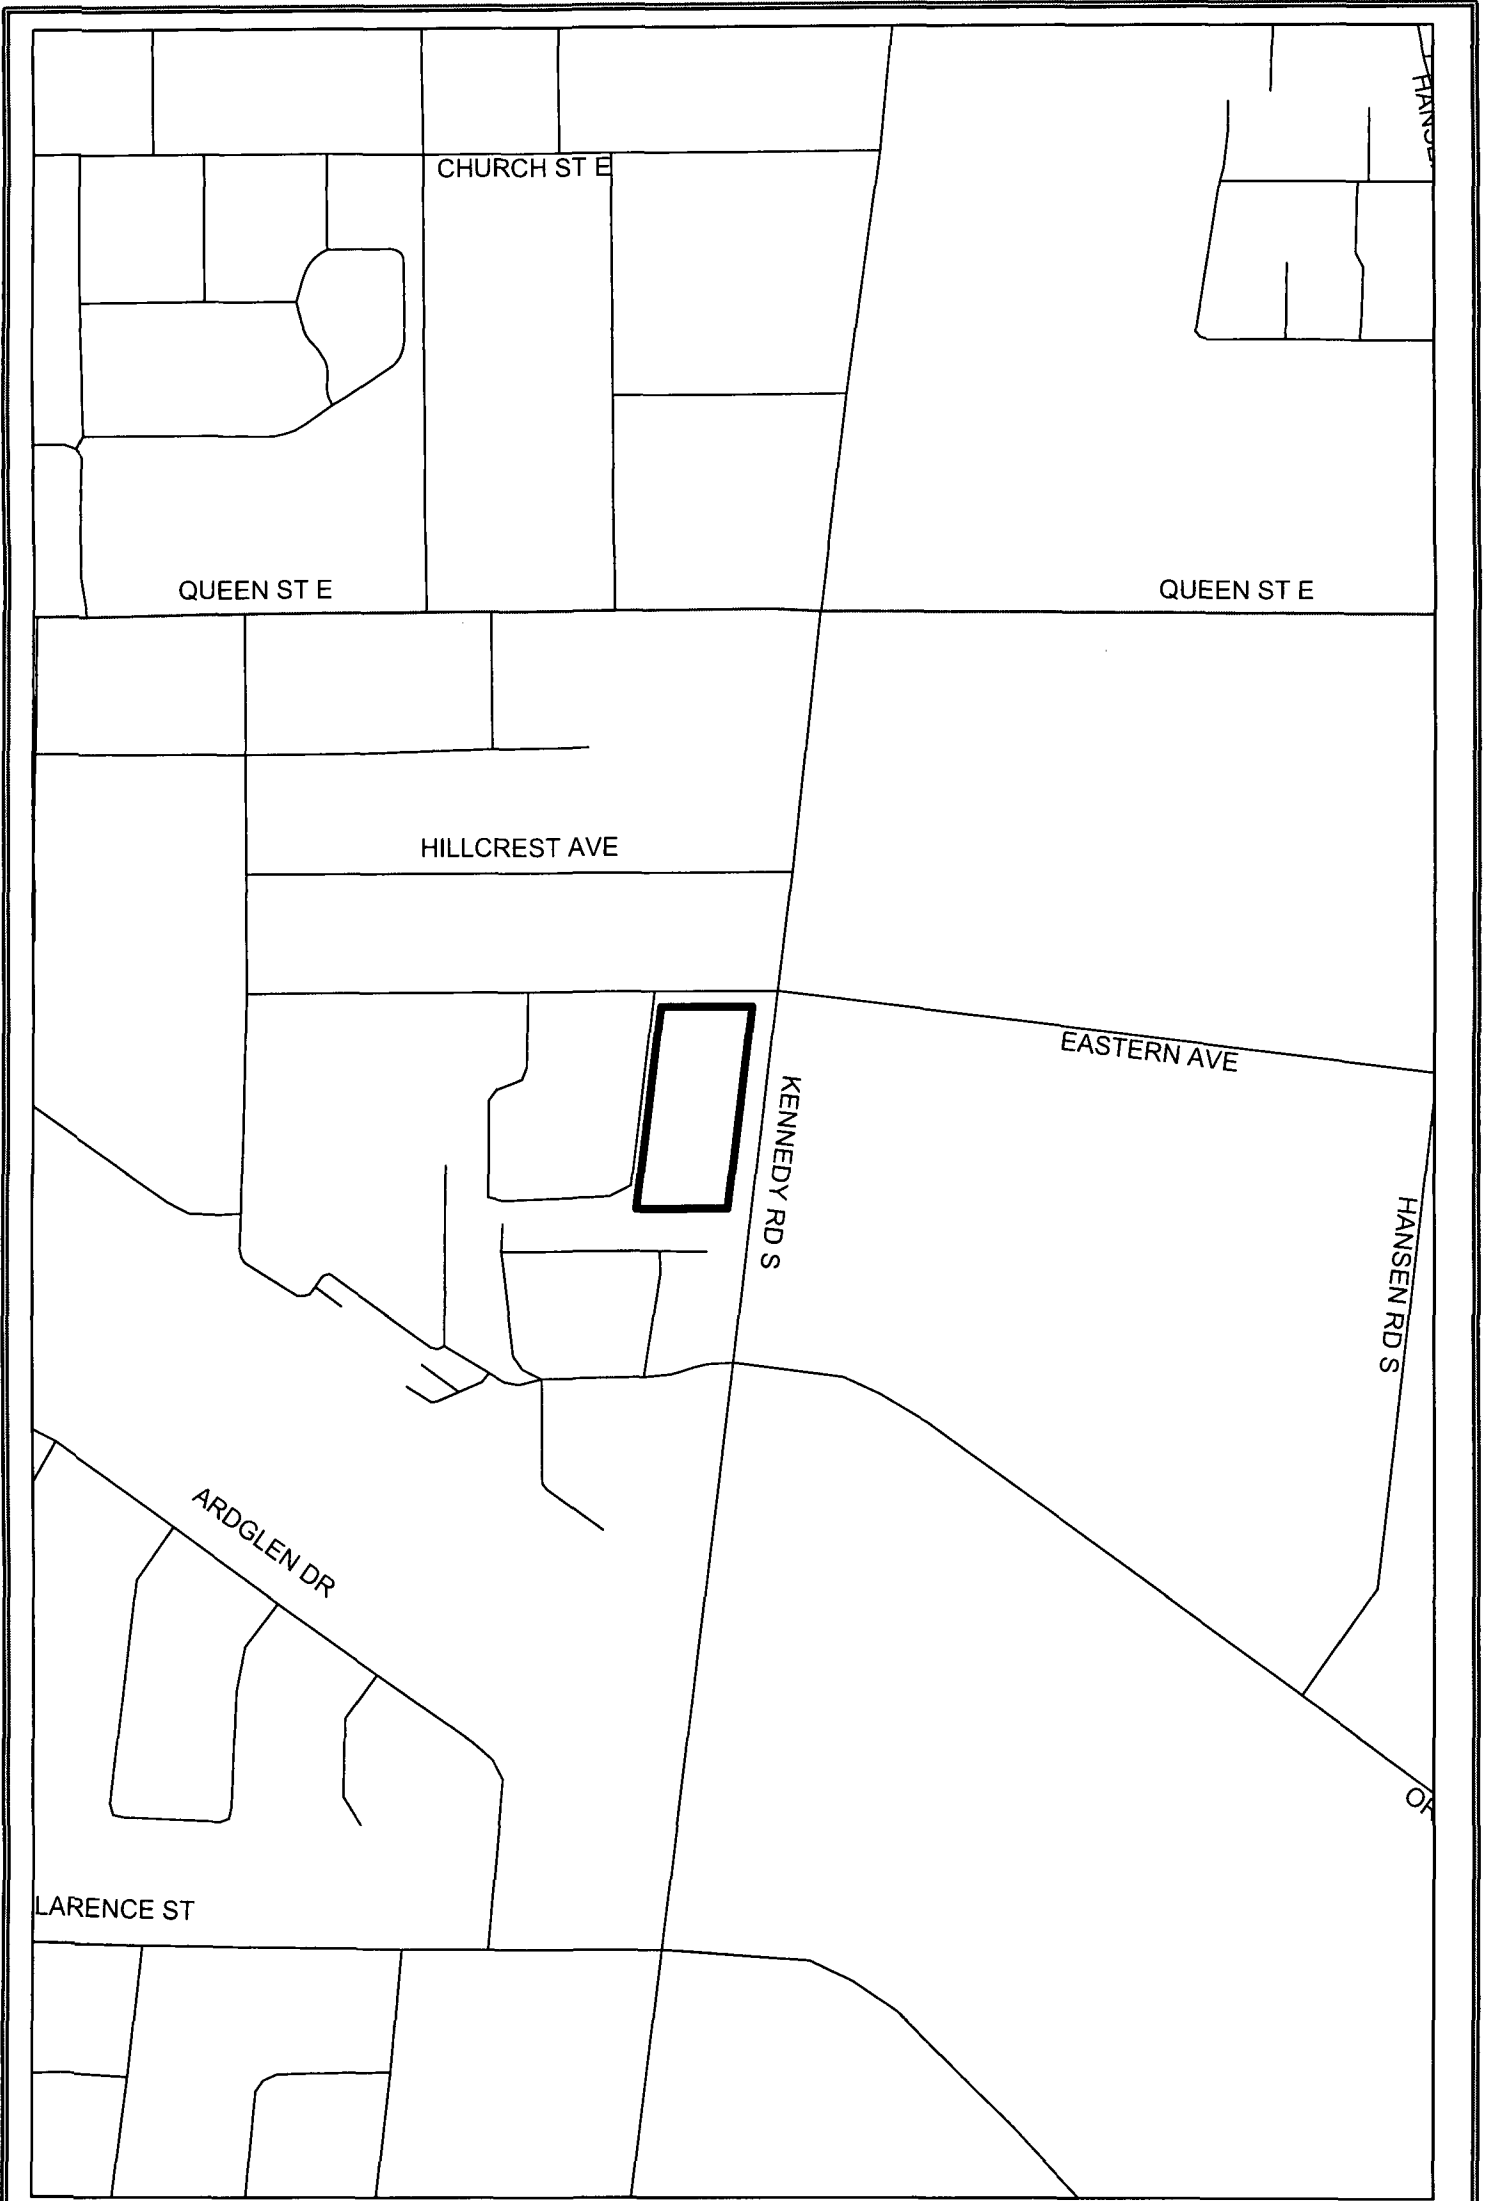 CHURCH ST E
QUEEN ST E
QUEEN ST E
HILLCREST AVE
EASTERN AVE
KENNEDY RD S
HANSEN RD S
ARDGLEN DR
LARENCE ST